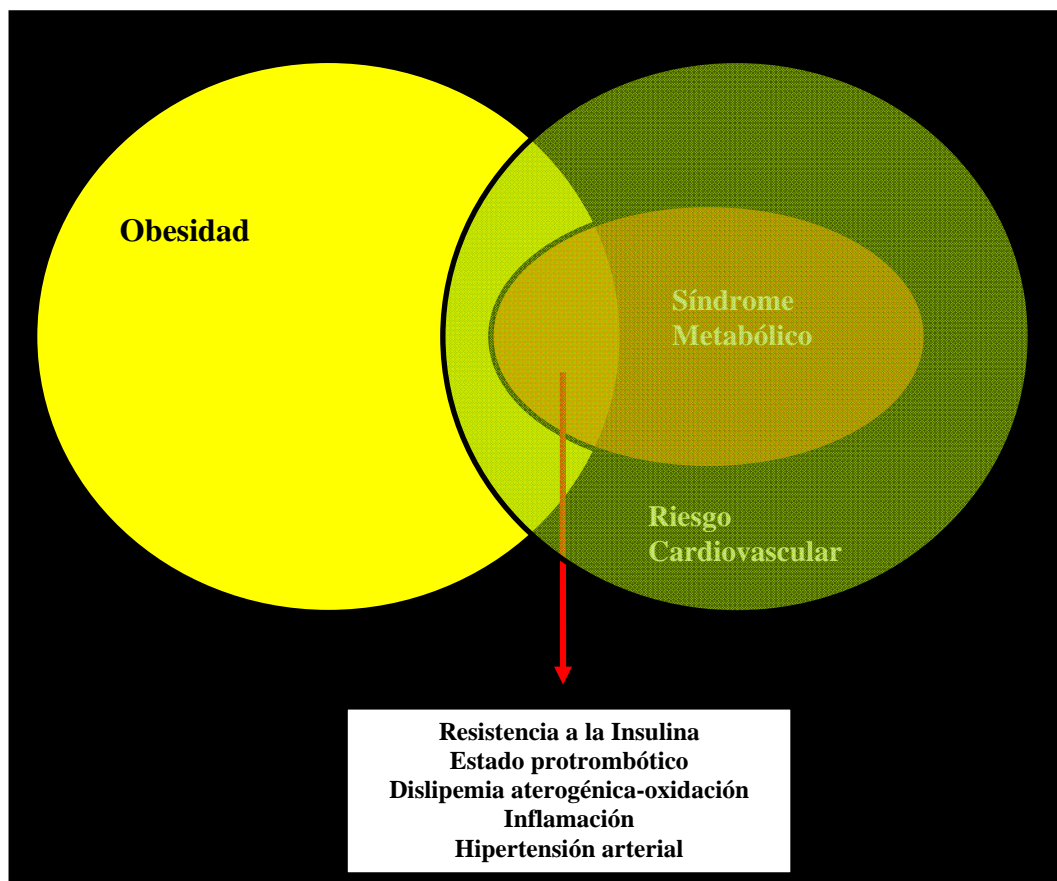 Obesidad
Síndrome
Metabólico
Riesgo
Cardiovascular
Resistencia a la Insulina
Estado protrombótico
Dislipemia aterogénica-oxidación
Inflamación
Hipertensión arterial